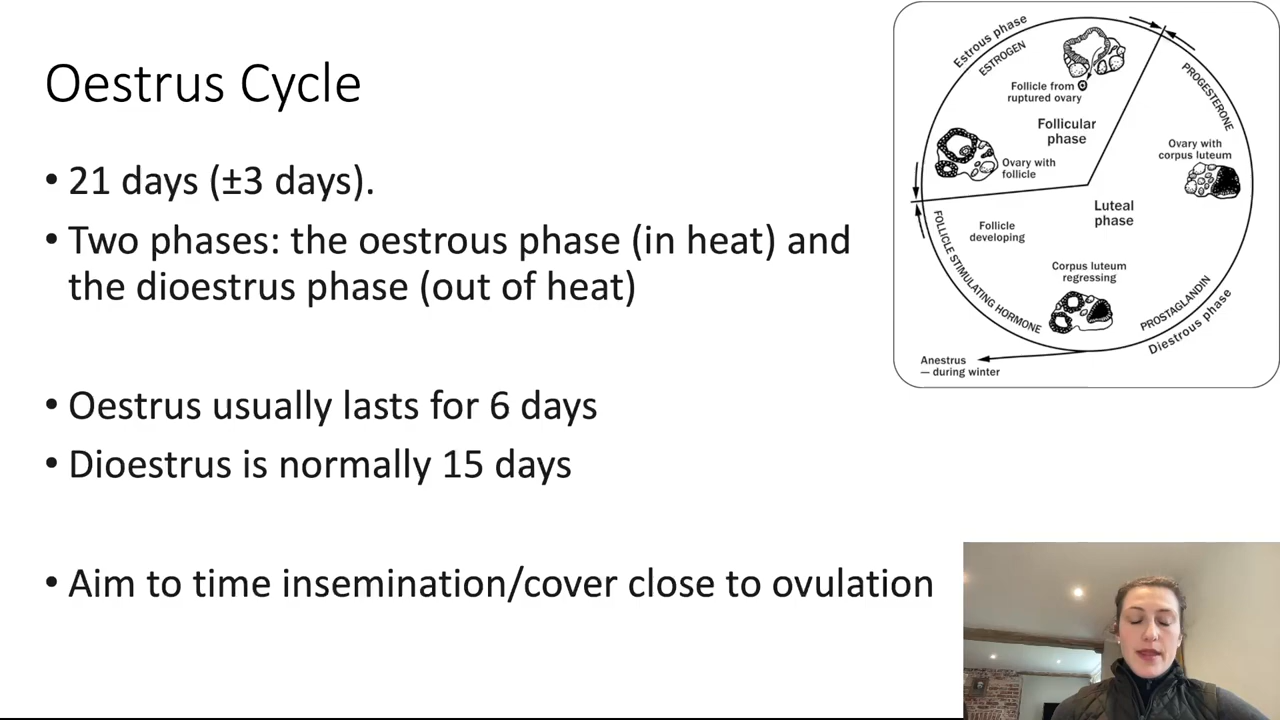 Oestrus Cycle
• 21 days (±3 days).
• Two phases: the oestrous phase (in heat) and
the dioestrus phase (out of heat)
• Oestrus usually lasts for 6 days
• Dioestrus is normally 15 days
• Aim to time insemination/cover close to ovulation
Estrous phase
ESTROGEN
Follicle from
ruptured ovary
Follicular
phase
Ovary with
follicle
PROGESTERONE
Ovary with
corpus luteum
Luteal
phase
Follicle
developing
Corpus luteum
regressing
FOLLICLE STIMULATING HORMONE
PROSTAGLANDIN
Diestrous phase
Anestrus
— during winter